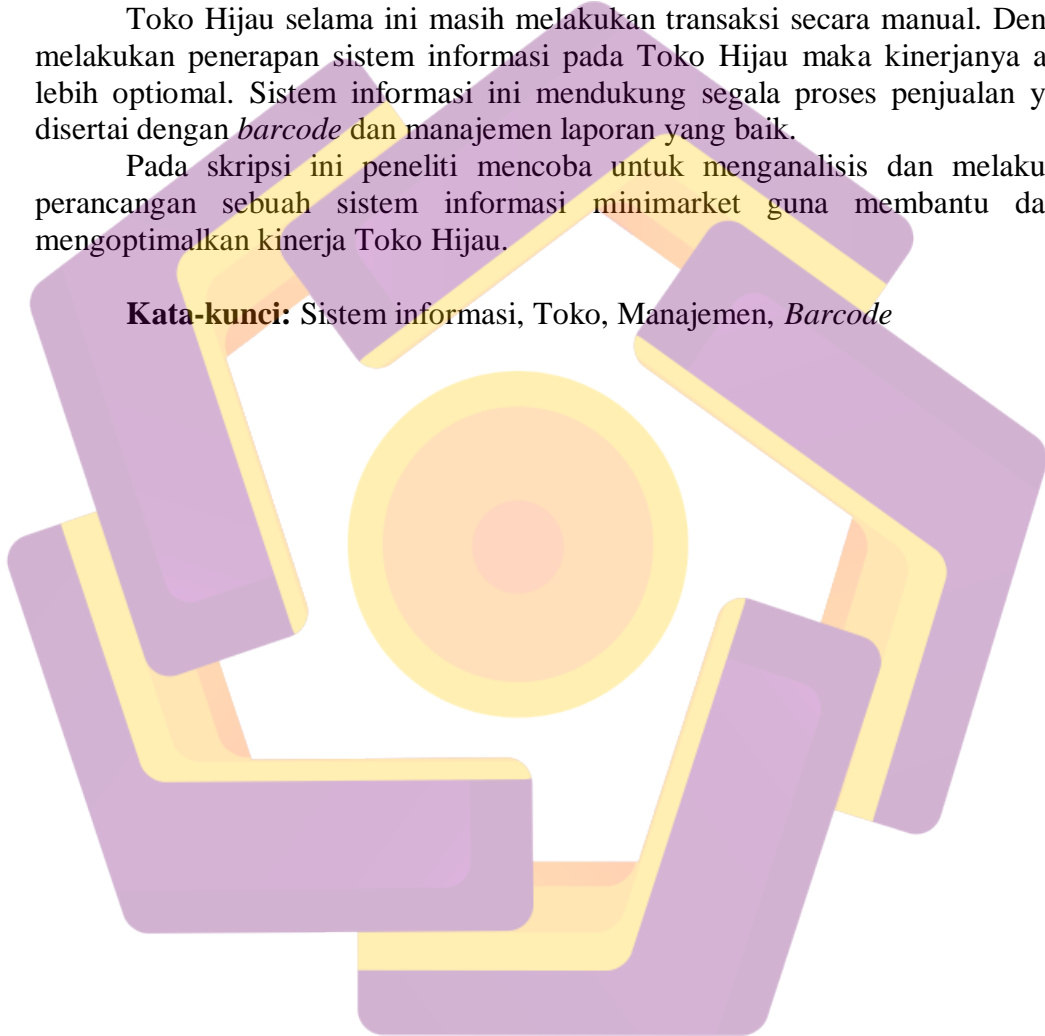 Toko Hijau selama ini masih melakukan transaksi secara manual. Den
melakukan penerapan sistem informasi pada Toko Hijau maka kinerjanya a
lebih optiomal. Sistem informasi ini mendukung segala proses penjualan y
disertai dengan barcode dan manajemen laporan yang baik.
Pada skripsi ini peneliti mencoba untuk menganalisis dan melaku
perancangan sebuah sistem informasi minimarket guna membantu da
mengoptimalkan kinerja Toko Hijau.
Kata-kunci: Sistem informasi, Toko, Manajemen, Barcode